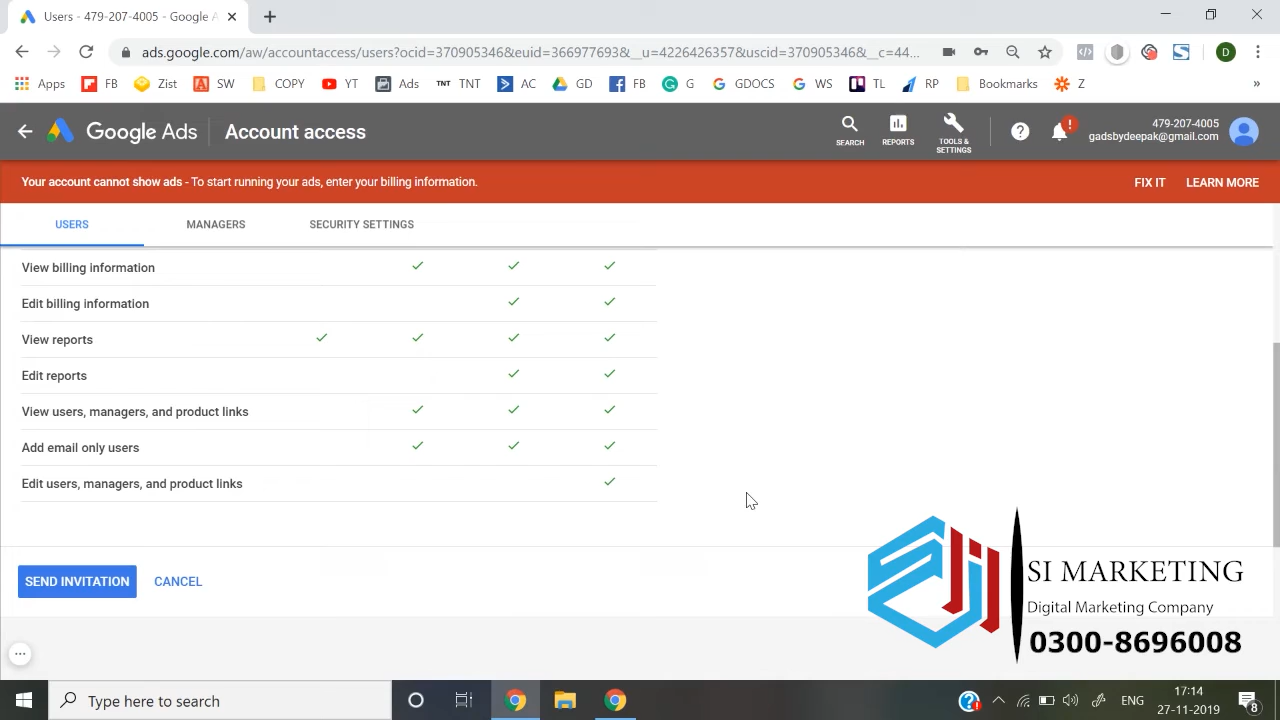 Users - 479-207-4005 - Google A
ads.google.com/aw/accountaccess/users?ocid=370905346&euid=366977693&__u=4226426357&uscid=370905346&__c=44...
D
Apps FB Zist SW COPY YT Ads TNT TNT AC GD FB G GDOCS WS TL RP Bookmarks Z »
Google Ads Account access
SEARCH REPORTS TOOLS & SETTINGS
479-207-4005
gadsbydeepak@gmail.com
Your account cannot show ads - To start running your ads, enter your billing information. FIX IT LEARN MORE
USERS MANAGERS SECURITY SETTINGS
View billing information
Edit billing information
View reports
Edit reports
View users, managers, and product links
Add email only users
Edit users, managers, and product links
SEND INVITATION CANCEL
SI MARKETING
Digital Marketing Company
0300-8696008
Type here to search
ENG
17:14
27-11-2019
8